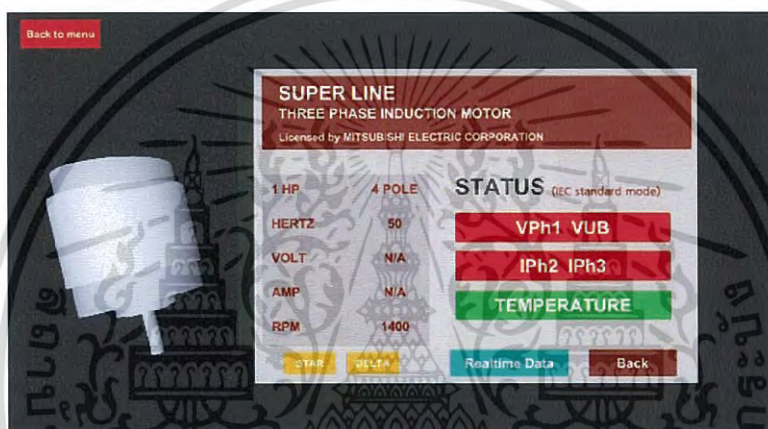 Back to menu
SUPER LINE
THREE PHASE INDUCTION MOTOR
Licensed by MITSUBISHI ELECTRIC CORPORATION
1 HP 4 POLE
HERTZ 50
VOLT N/A
AMP N/A
RPM 1400
STAR DELTA
STATUS (IEC standard mode)
VPh1 VUB
IPh2 IPh3
TEMPERATURE
Realtime Data Back